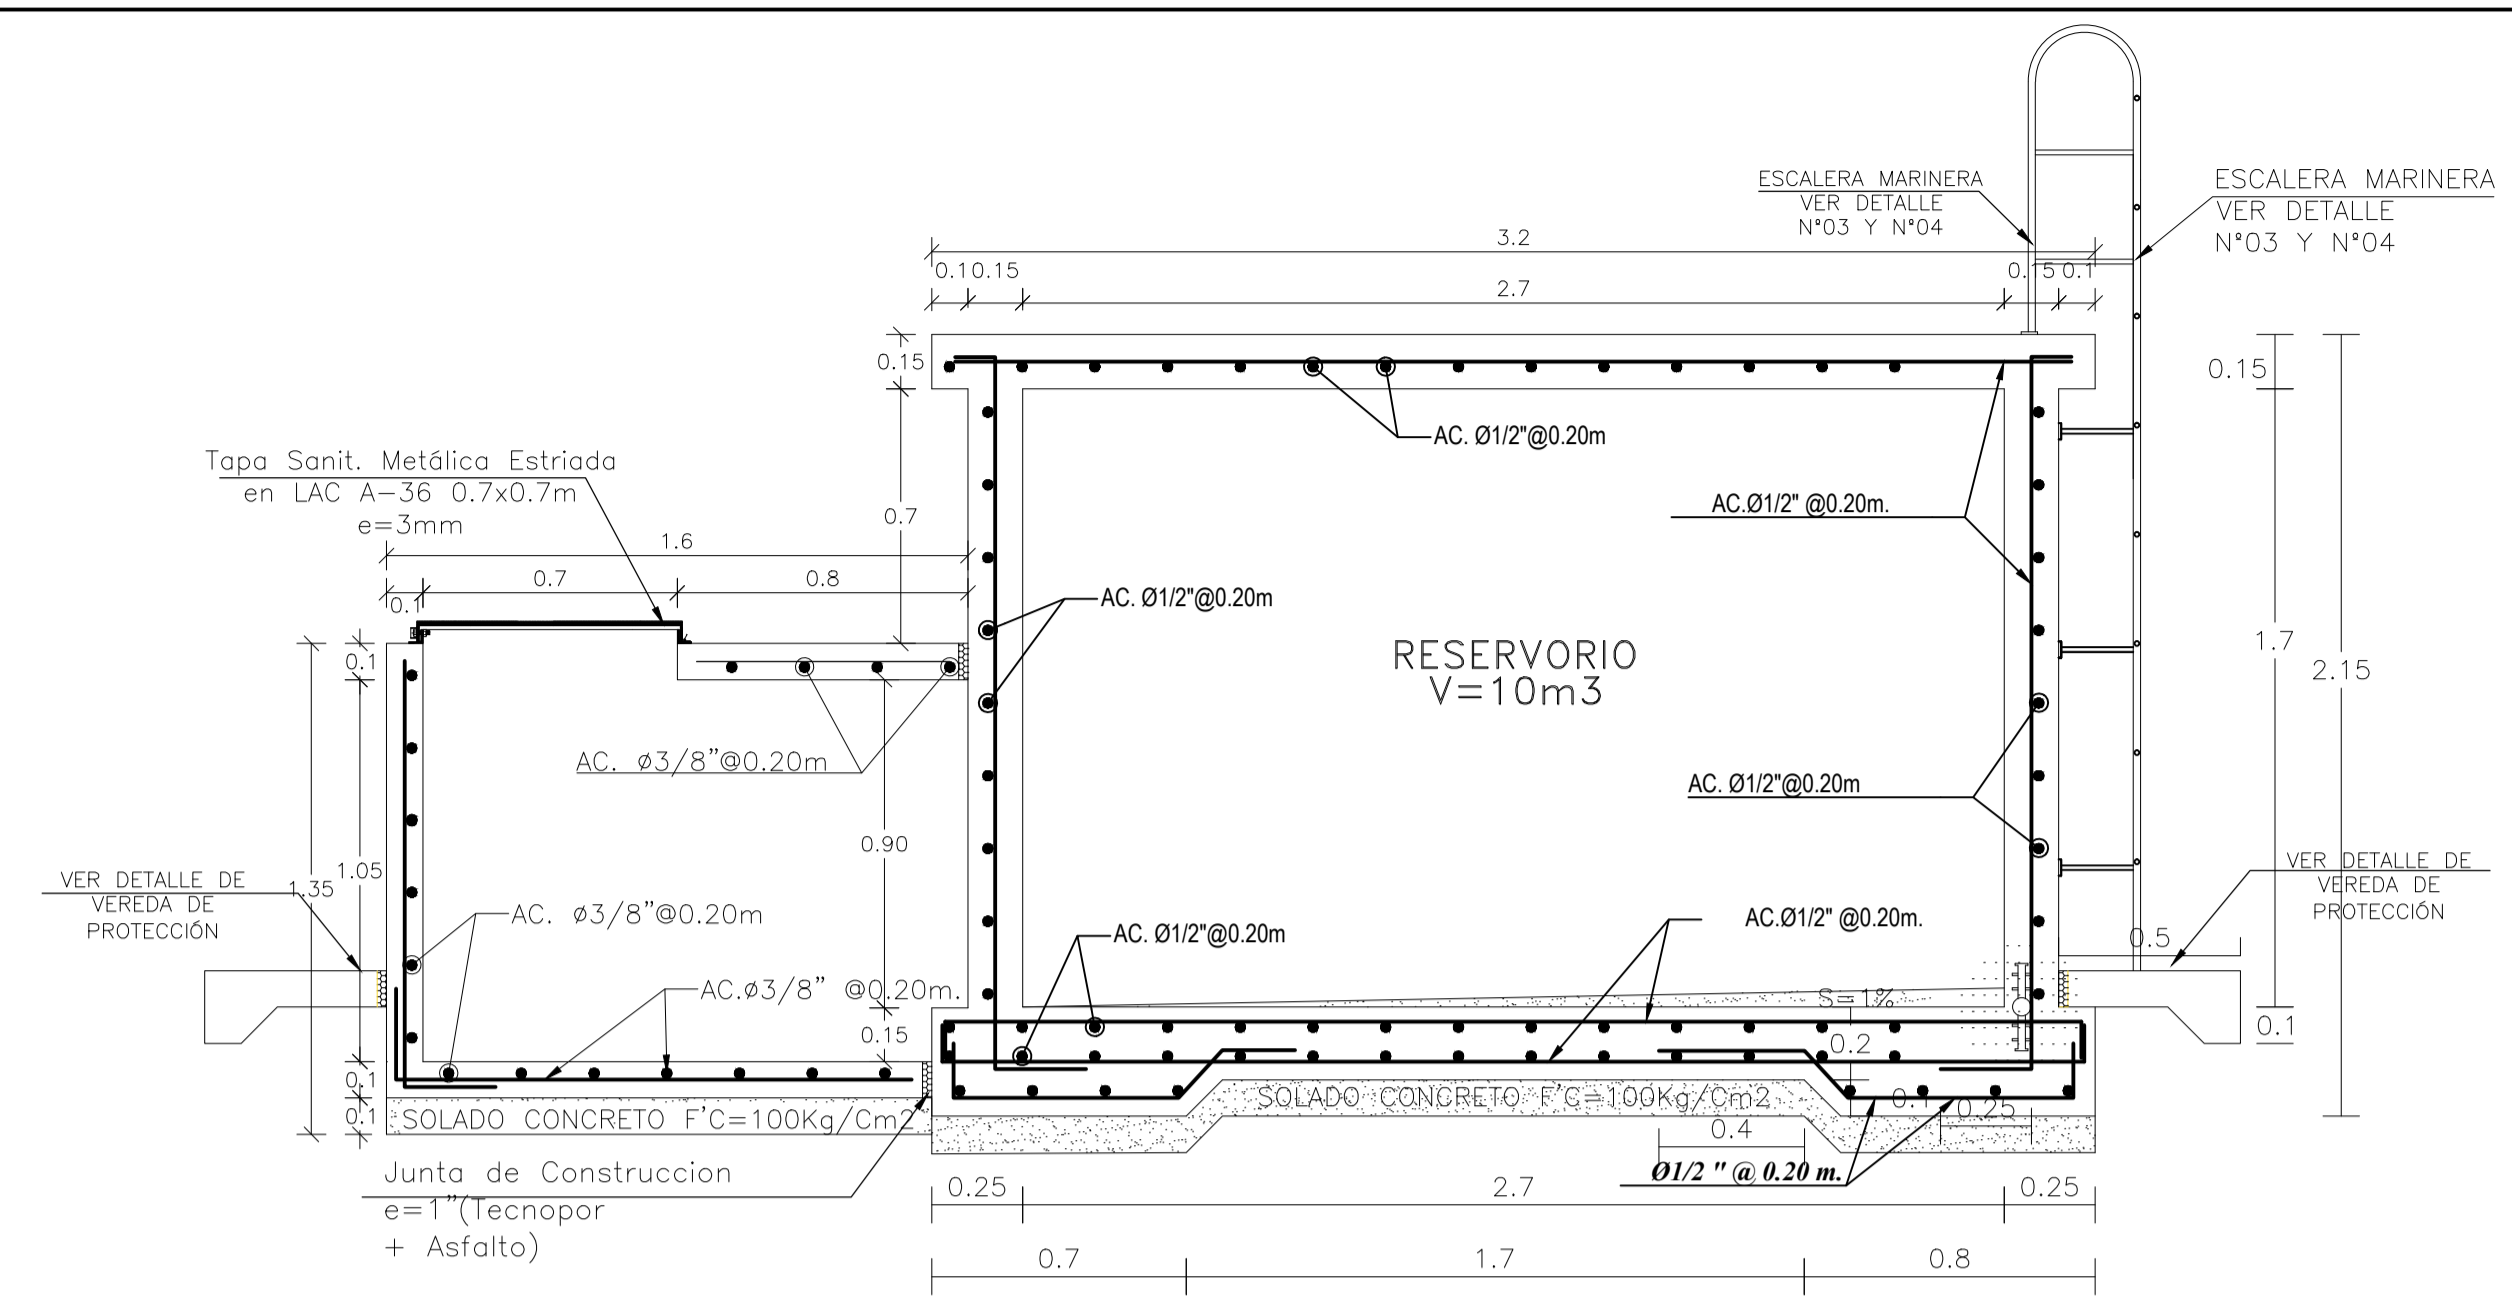 ESCALERA MARINERA
VER DETALLE
N°03 Y N°04
ESCALERA MARINERA
VER DETALLE
N°03 Y N°04
3.2
0.1
0.15
2.7
0.15
0.1
0.15
0.15
AC. Ø1/2"@0.20m
Tapa Sanit. Metálica Estriada
en LAC A-36 0.7x0.7m
e=3mm
AC.Ø1/2" @0.20m.
0.7
1.6
0.7
0.8
0.1
AC. Ø1/2"@0.20m
0.1
RESERVORIO
V=10m3
1.7
2.15
AC. ø3/8"@0.20m
AC. Ø1/2"@0.20m
0.90
1.05
1.35
VER DETALLE DE
VEREDA DE
PROTECCIÓN
VER DETALLE DE
VEREDA DE
PROTECCIÓN
AC. ø3/8"@0.20m
AC. Ø1/2"@0.20m
AC.Ø1/2" @0.20m.
0.5
AC.ø3/8" @0.20m.
S=1%
0.1
0.15
0.2
0.1
0.1
SOLADO CONCRETO F'C=100Kg/Cm2
SOLADO CONCRETO F'C=100Kg/Cm2
0.1
0.25
0.4
Ø1/2 " @ 0.20 m.
Junta de Construccion
e=1"(Tecnopor
+ Asfalto)
0.25
2.7
0.25
0.7
1.7
0.8